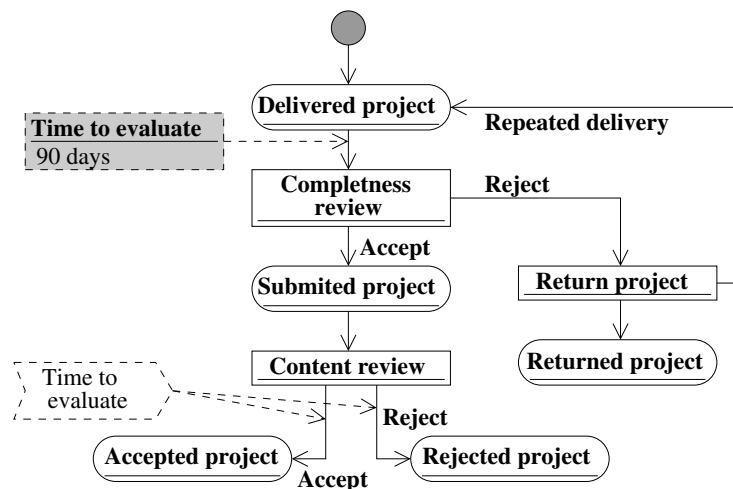 Delivered project
Repeated delivery
Time to evaluate
90 days
Completness
review
Reject
Accept
Submited project
Return project
Content review
Returned project
Time to
evaluate
Reject
Accepted project
Rejected project
Accept